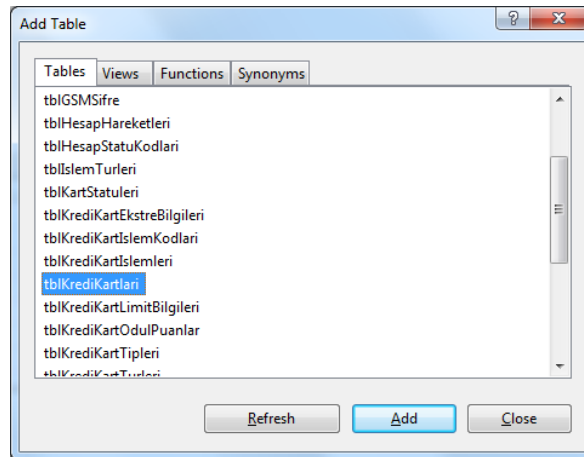 Add Table
Tables Views Functions Synonyms
tblGSMSifre
tblHesapHareketleri
tblHesapStatuKodlari
tblIslemTurleri
tblKartStatuleri
tblKrediKartEkstreBilgileri
tblKrediKartIslemKodlari
tblKrediKartIslemleri
tblKrediKartlari
tblKrediKartLimitBilgileri
tblKrediKartOdulPuanlar
tblKrediKartTipleri
tblKrediKartTurleri
Refresh Add Close